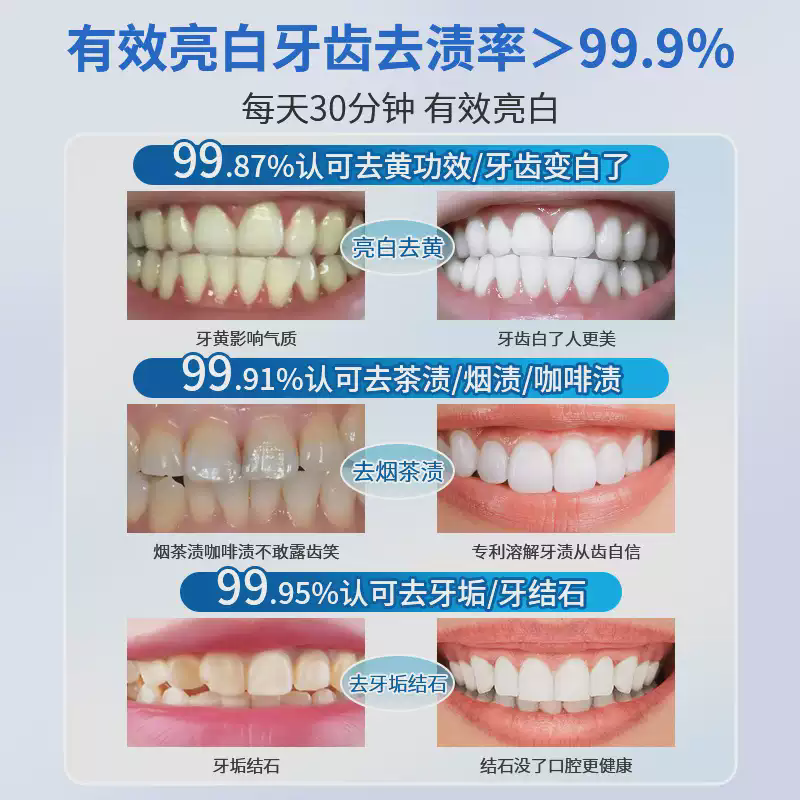 有效亮白牙齿去渍率>99.9%
每天30分钟 有效亮白
99.87%认可去黄功效/牙齿变白了
亮白去黄
牙黄影响气质
牙齿白了人更美
99.91%认可去茶渍/烟渍/咖啡渍
去烟茶渍
烟茶渍咖啡渍不敢露齿笑
专利溶解牙渍从齿自信
99.95%认可去牙垢/牙结石
去牙垢结石
牙垢结石
结石没了口腔更健康